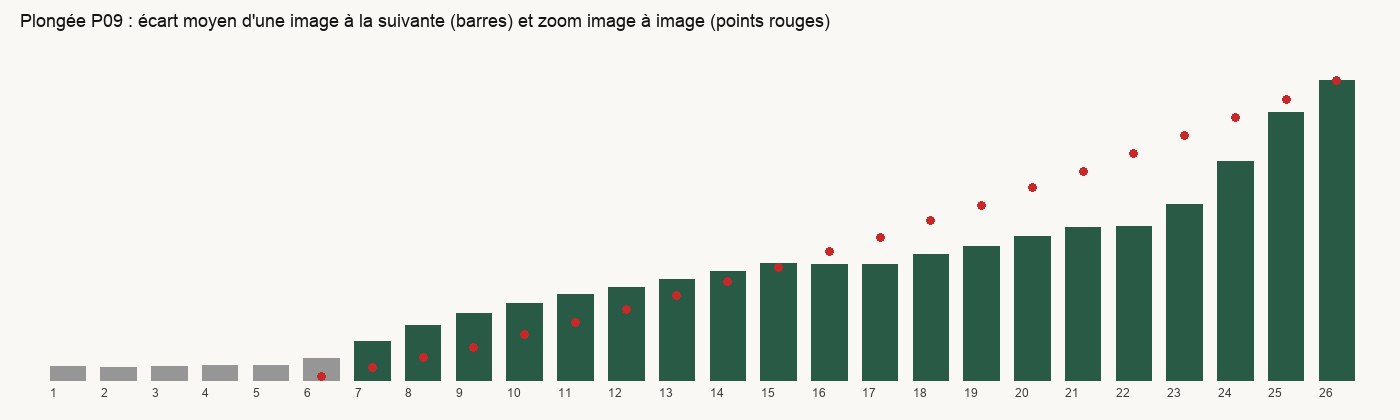 Plongée P09 : écart moyen d'une image à la suivante (barres) et zoom image à image (points rouges)
1 2 3 4 5 6 7 8 9 10 11 12 13 14 15 16 17 18 19 20 21 22 23 24 25 26